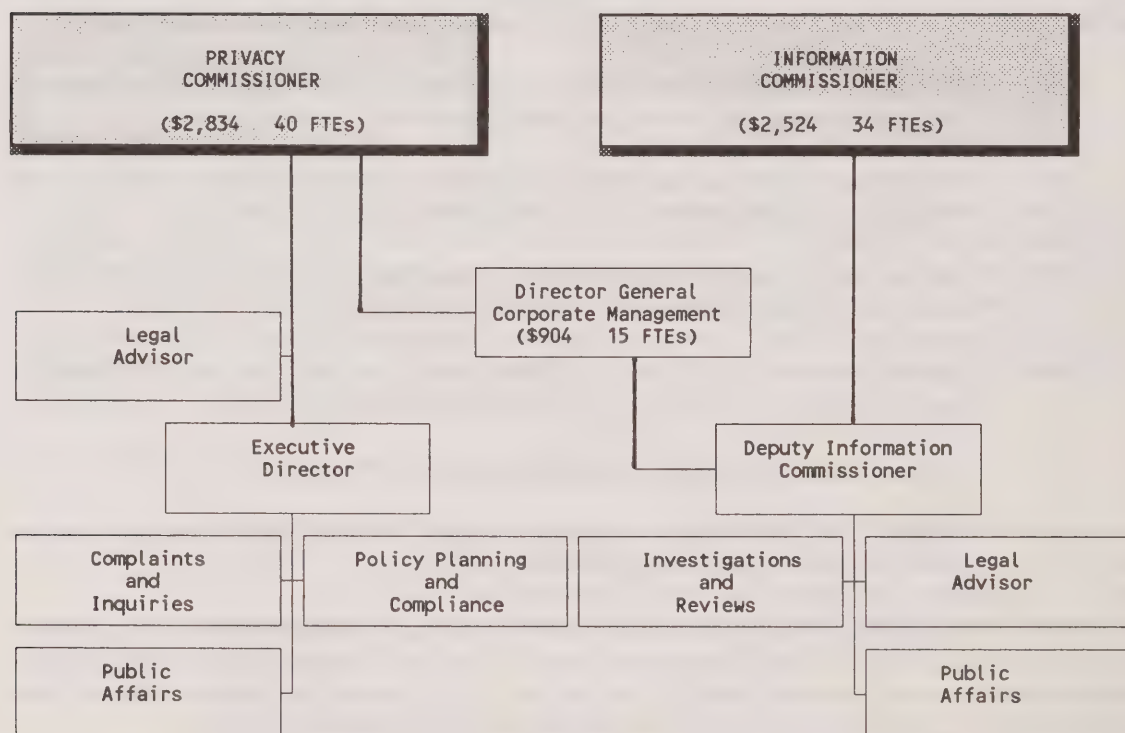 PRIVACY
COMMISSIONER
($2,834 40 FTEs)
INFORMATION
COMMISSIONER
($2,524 34 FTEs)
Director General
Corporate Management
($904 15 FTEs)
Legal
Advisor
Executive
Director
Deputy Information
Commissioner
Complaints
and
Inquiries
Policy Planning
and
Compliance
Investigations
and
Reviews
Legal
Advisor
Public
Affairs
Public
Affairs